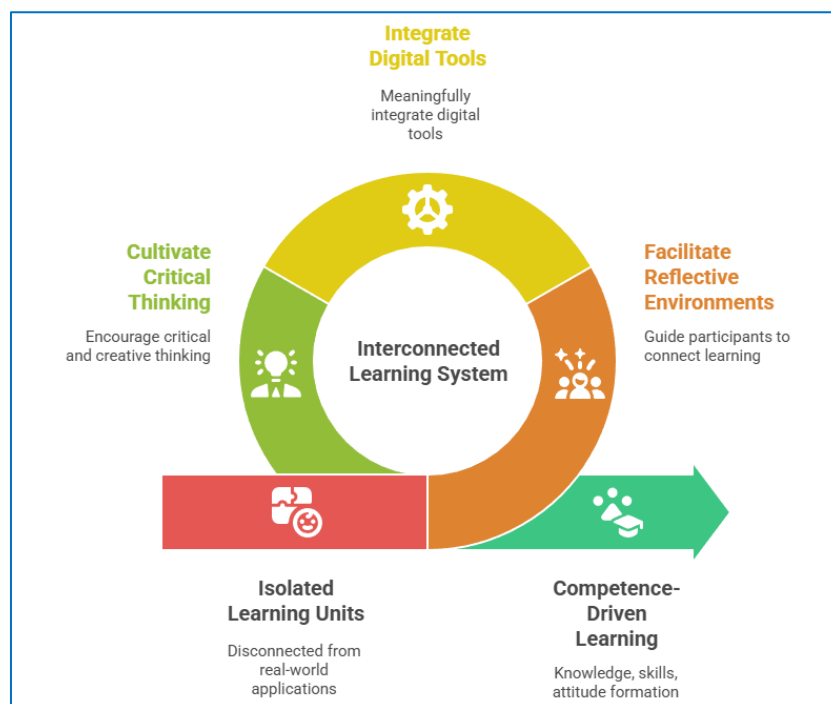 Integrate
Digital Tools
Meaningfully
integrate digital
tools
Cultivate
Critical
Thinking
Encourage critical
and creative thinking
Facilitate
Reflective
Environments
Guide participants to
connect learning
Interconnected
Learning System
Isolated
Learning Units
Disconnected from
real-world
applications
Competence-
Driven
Learning
Knowledge, skills,
attitude formation